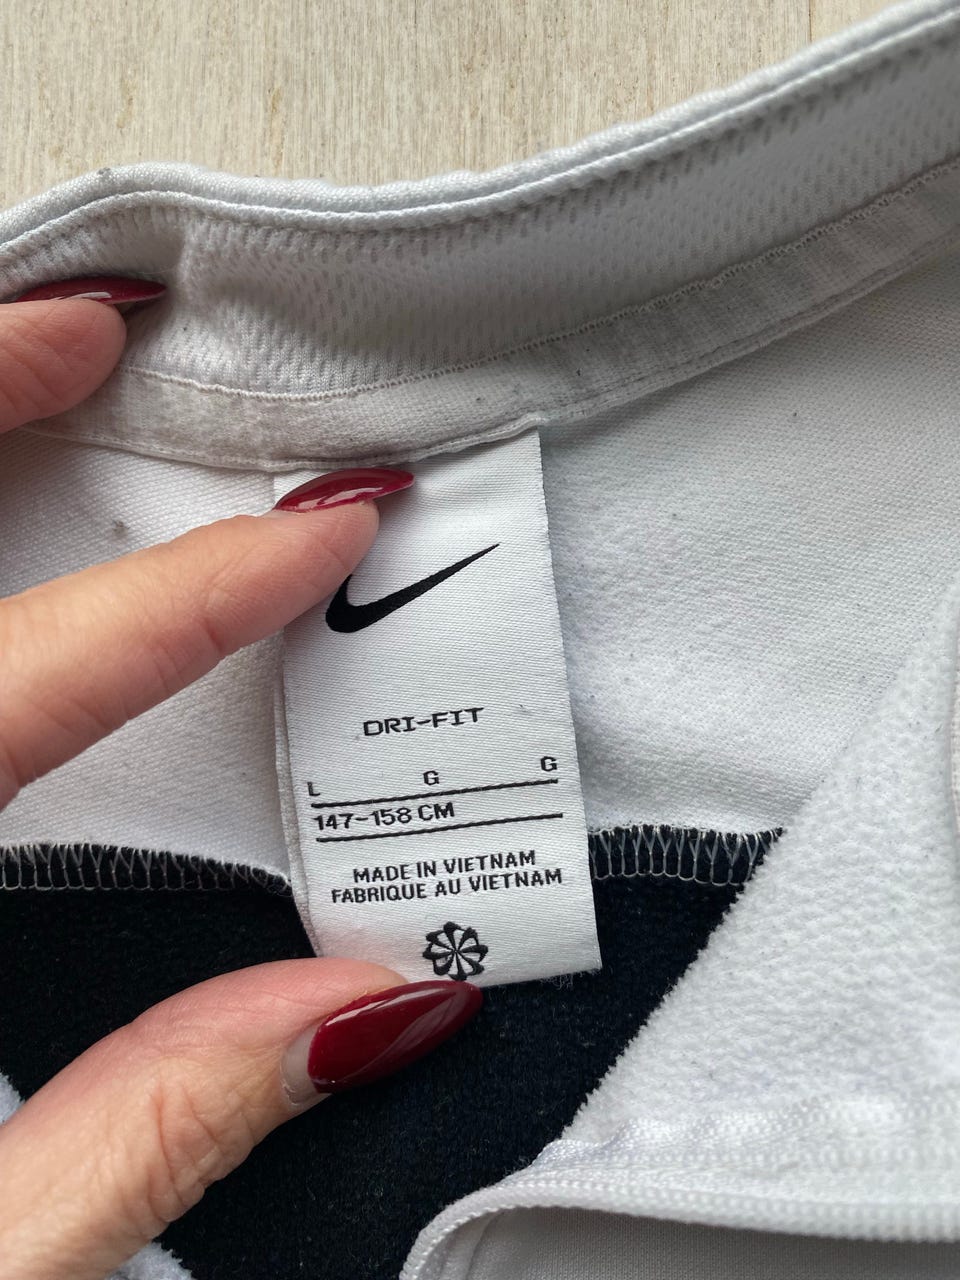 DRI-FIT
L G G
147-158 CM
MADE IN VIETNAM
FABRIQUE AU VIETNAM